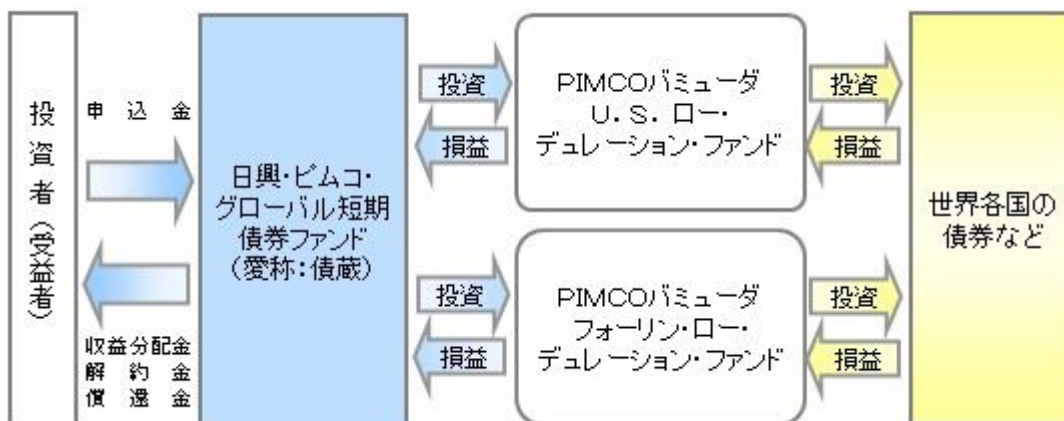 投資者（受益者）
申込金
収益分配金
解約金
償還金
日興・ピムコ・
グローバル短期
債券ファンド
（愛称：債蔵）
投資
損益
PIMCOバミューダ
U．S．ロー・
デュレーション・ファンド
投資
損益
投資
損益
PIMCOバミューダ
フォーリン・ロー・
デュレーション・ファンド
投資
損益
世界各国の
債券など